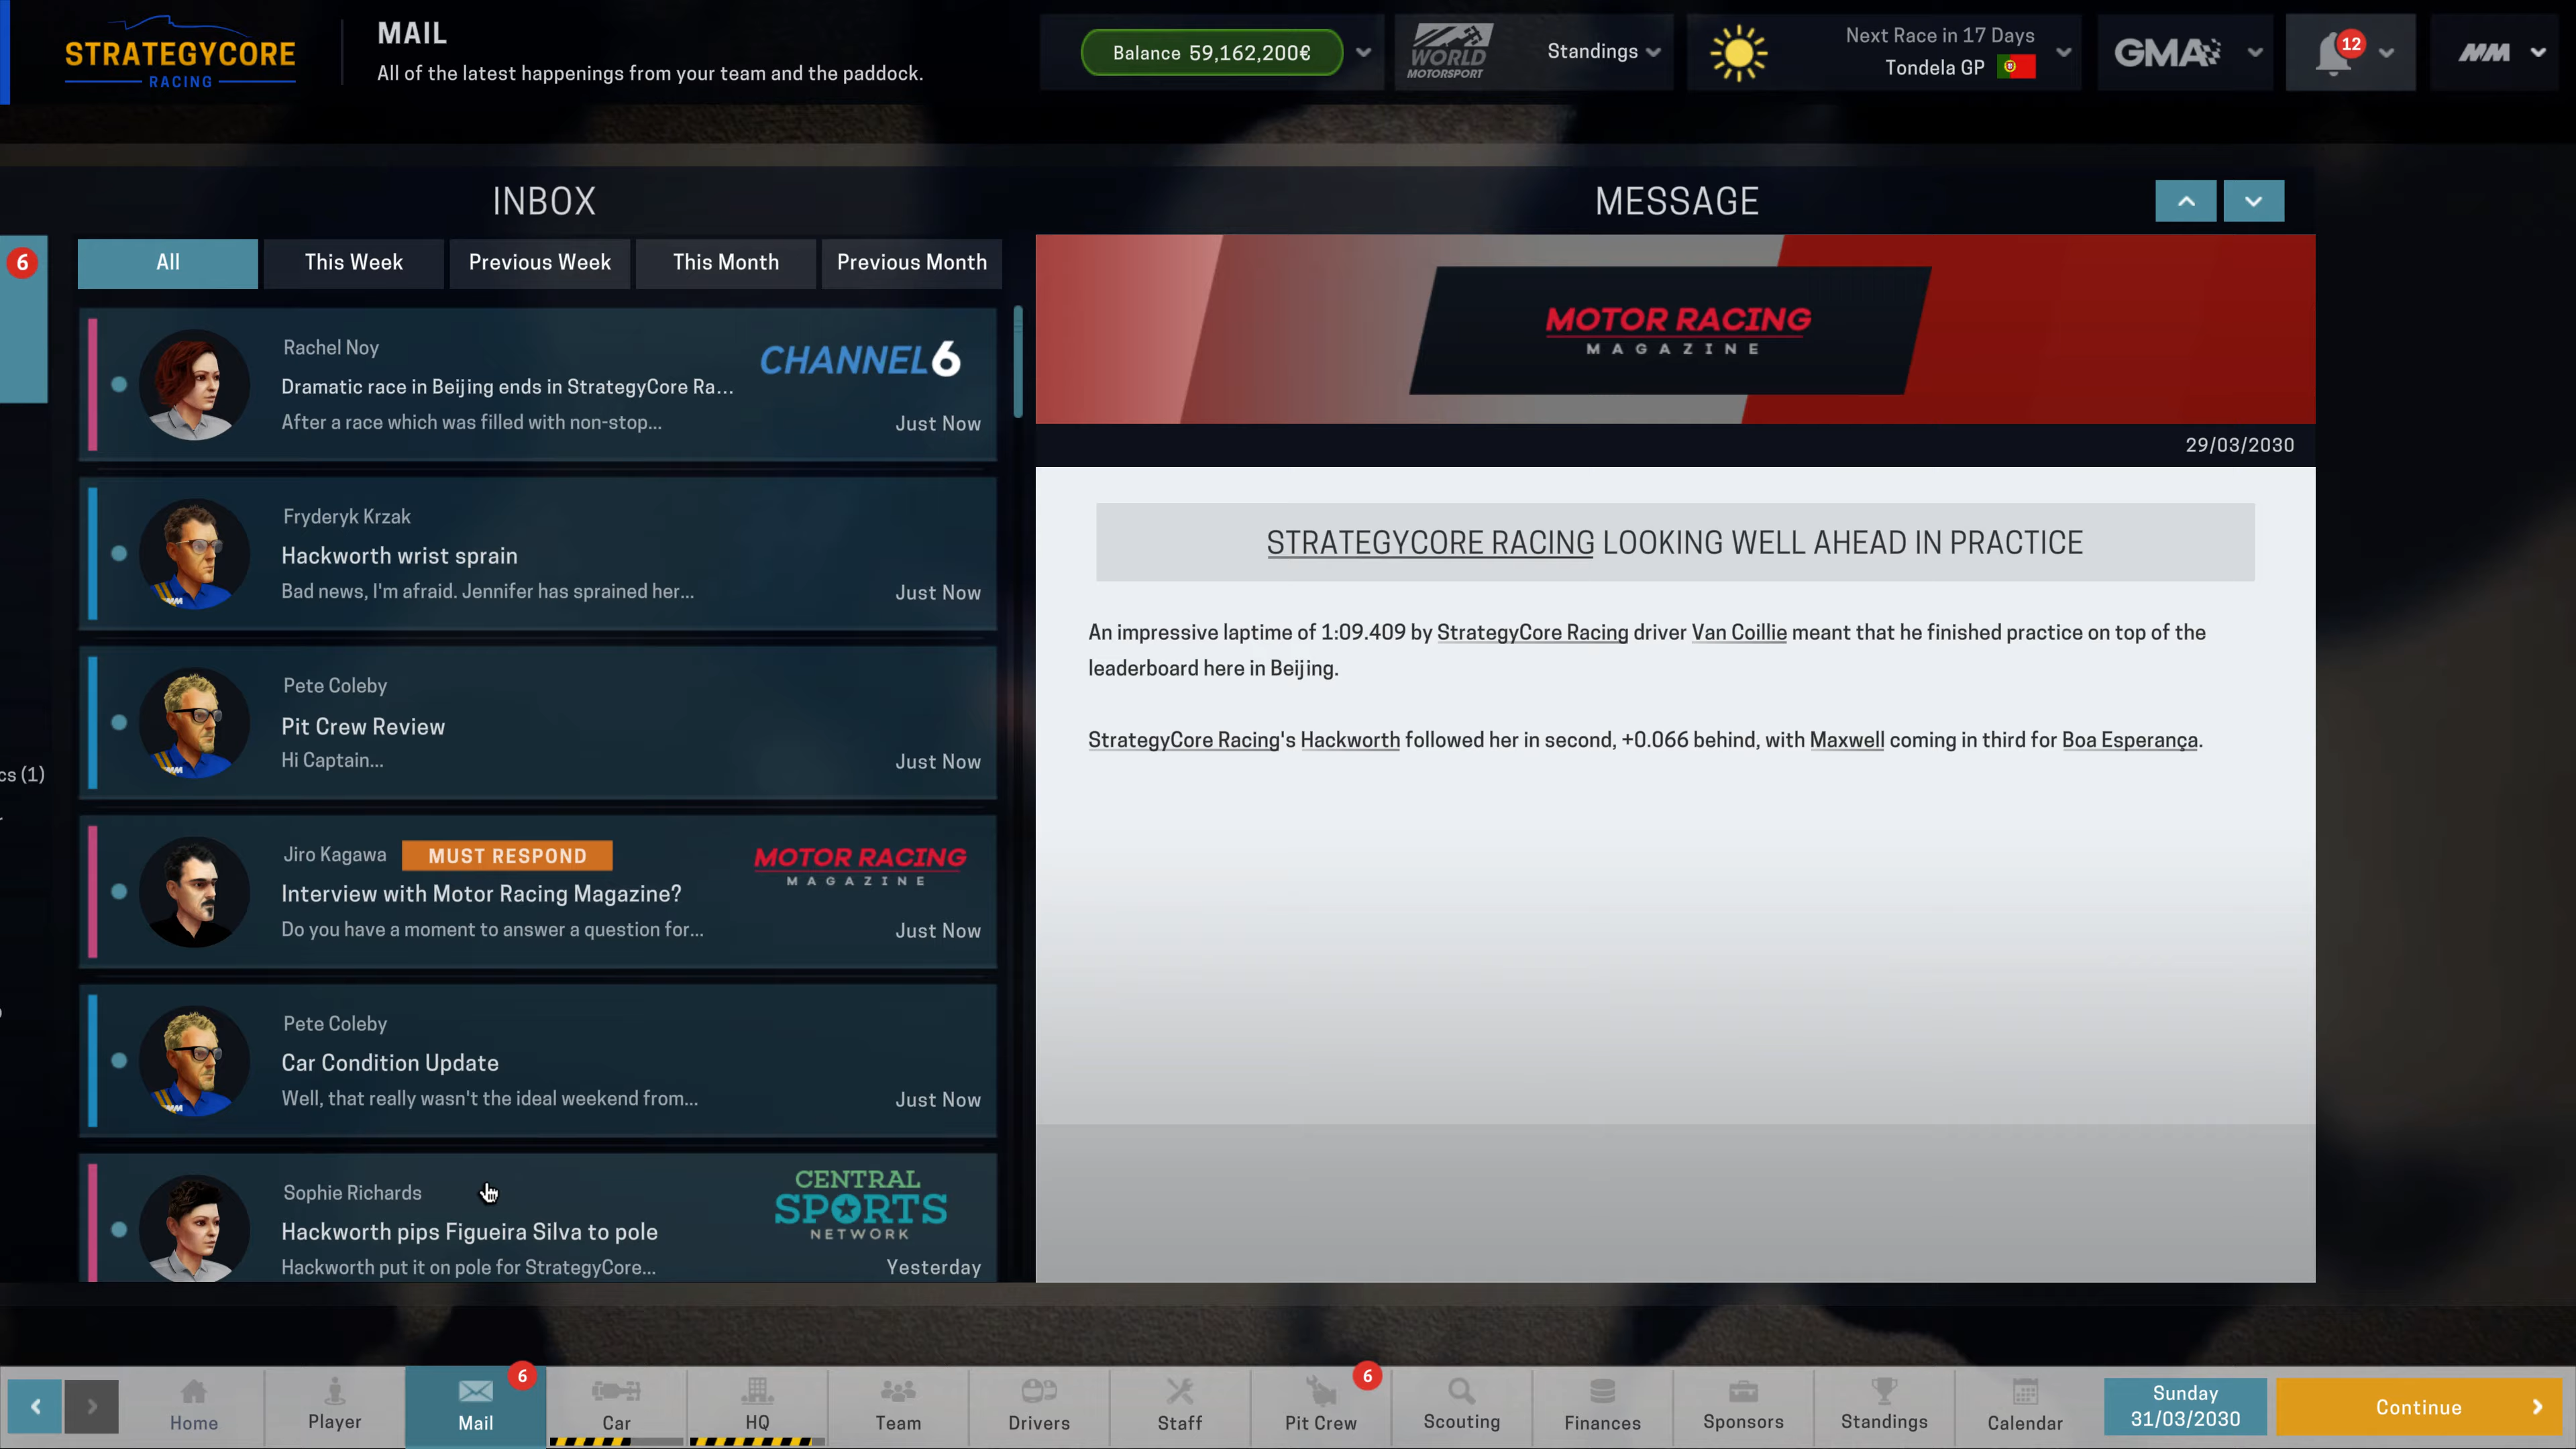 STRATEGYCORE
RACING
MAIL
All of the latest happenings from your team and the paddock.
Balance 59,162,200€
WORLD
MOTORSPORT
Standings
Next Race in 17 Days
Tondela GP
GMA
12
MM
INBOX
6
All
This Week
Previous Week
This Month
Previous Month
Rachel Noy
Dramatic race in Beijing ends in StrategyCore Ra...
After a race which was filled with non-stop...
CHANNEL6
Just Now
Fryderyk Krzak
Hackworth wrist sprain
Bad news, I'm afraid. Jennifer has sprained her...
Just Now
Pete Coleby
Pit Crew Review
Hi Captain...
Just Now
cs (1)
Jiro Kagawa
MUST RESPOND
Interview with Motor Racing Magazine?
Do you have a moment to answer a question for...
MOTOR RACING
MAGAZINE
Just Now
Pete Coleby
Car Condition Update
Well, that really wasn't the ideal weekend from...
Just Now
Sophie Richards
Hackworth pips Figueira Silva to pole
Hackworth put it on pole for StrategyCore...
CENTRAL
SPORTS
NETWORK
Yesterday
MESSAGE
MOTOR RACING
MAGAZINE
29/03/2030
STRATEGYCORE RACING LOOKING WELL AHEAD IN PRACTICE
An impressive laptime of 1:09.409 by StrategyCore Racing driver Van Coillie meant that he finished practice on top of the
leaderboard here in Beijing.
StrategyCore Racing's Hackworth followed her in second, +0.066 behind, with Maxwell coming in third for Boa Esperança.
Home
Player
Mail
6
Car
HQ
Team
Drivers
Staff
Pit Crew
6
Scouting
Finances
Sponsors
Standings
Calendar
Sunday
31/03/2030
Continue